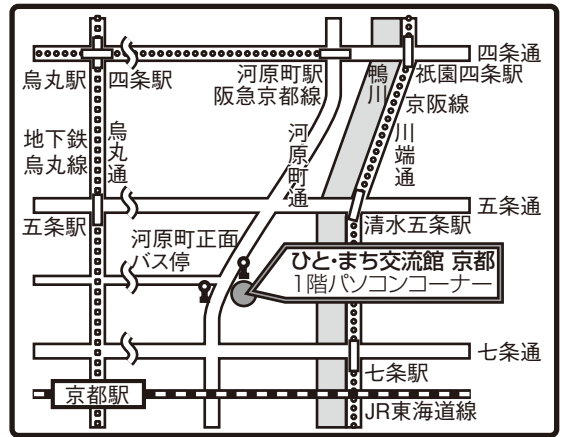 四条通
烏丸駅
四条駅
河原町駅
阪急京都線
鴨川
祇園四条駅
京阪線
地下鉄
烏丸線
烏丸通
河原町通
川端通
五条通
五条駅
清水五条駅
河原町正面
バス停
ひと・まち交流館 京都
1階パソコンコーナー
七条通
七条駅
京都駅
JR東海道線